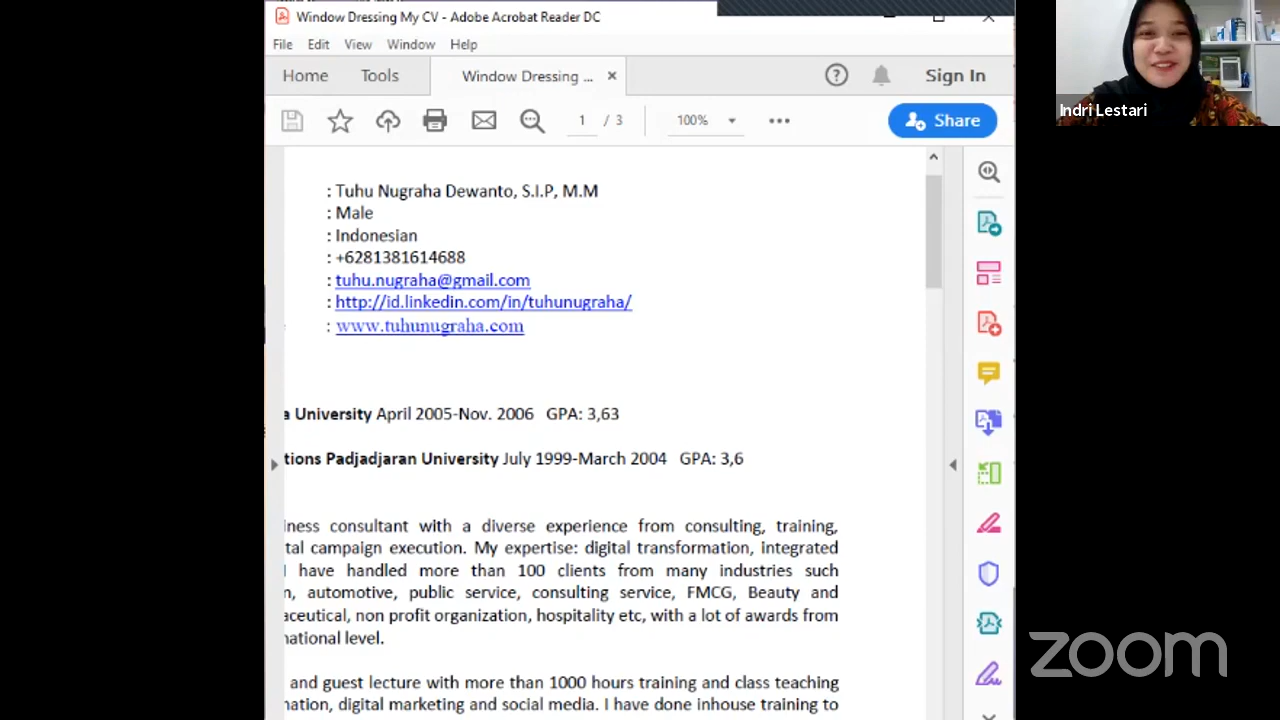 Window Dressing My CV - Adobe Acrobat Reader DC
File Edit View Window Help
Home Tools Window Dressing ... Sign In
1 / 3 100% Share
Indri Lestari
: Tuhu Nugraha Dewanto, S.I.P, M.M
: Male
: Indonesian
: +6281381614688
: tuhu.nugraha@gmail.com
: http://id.linkedin.com/in/tuhunugraha/
: www.tuhunugraha.com
a University April 2005-Nov. 2006 GPA: 3,63
tions Padjadjaran University July 1999-March 2004 GPA: 3,6
iness consultant with a diverse experience from consulting, training,
tal campaign execution. My expertise: digital transformation, integrated
I have handled more than 100 clients from many industries such
n, automotive, public service, consulting service, FMCG, Beauty and
aceutical, non profit organization, hospitality etc, with a lot of awards from
national level.
and guest lecture with more than 1000 hours training and class teaching
nation, digital marketing and social media. I have done inhouse training to
zoom